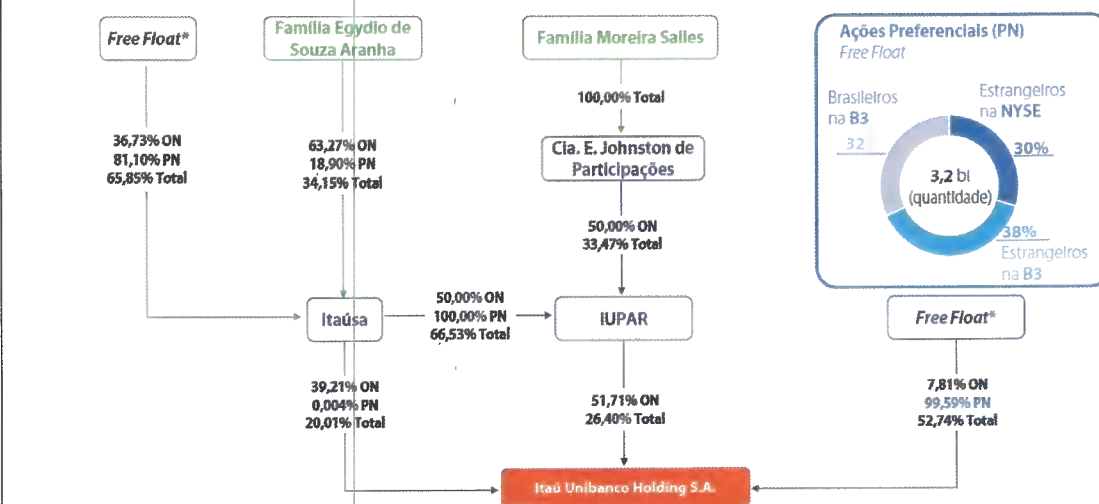 Free Float*
Família Egydio de
Souza Aranha
Família Moreira Salles
Ações Preferenciais (PN)
Free Float
Brasileiros
na B3
32
Estrangeiros
na NYSE
30%
3,2 bi
(quantidade)
38%
Estrangeiros
na B3
100,00% Total
36,73% ON
81,10% PN
65,85% Total
63,27% ON
18,90% PN
34,15% Total
Cia. E. Johnston de
Participações
50,00% ON
33,47% Total
Itaúsa
50,00% ON
100,00% PN
66,53% Total
IUPAR
Free Float*
39,21% ON
0,004% PN
20,01% Total
51,71% ON
26,40% Total
7,81% ON
99,59% PN
52,74% Total
Itaú Unibanco Holding S.A.